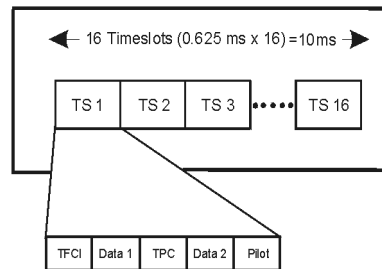 16 Timeslots (0.625 ms x 16) =10ms
TS 1 TS 2 TS 3 TS 16
TFCI Data 1 TPC Data 2 Pilot